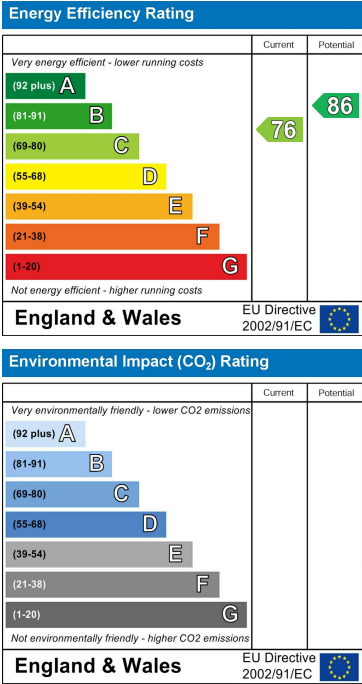 Energy Efficiency Rating
Current Potential
Very energy efficient - lower running costs
(92 plus) A
(81-91) B
(69-80) C
(55-68) D
(39-54) E
(21-38) F
(1-20) G
76
86
Not energy efficient - higher running costs
England & Wales
EU Directive
2002/91/EC
Environmental Impact (CO₂) Rating
Current Potential
Very environmentally friendly - lower CO2 emissions
(92 plus) A
(81-91) B
(69-80) C
(55-68) D
(39-54) E
(21-38) F
(1-20) G
Not environmentally friendly - higher CO2 emissions
England & Wales
EU Directive
2002/91/EC